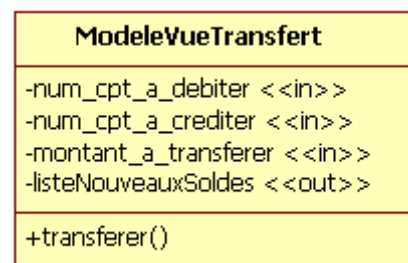 ModeleVueTransfert
-num_cpt_a_debiter <<in>>
-num_cpt_a_crediter <<in>>
-montant_a_transferer <<in>>
-listeNouveauxSoldes <<out>>
+transferer()